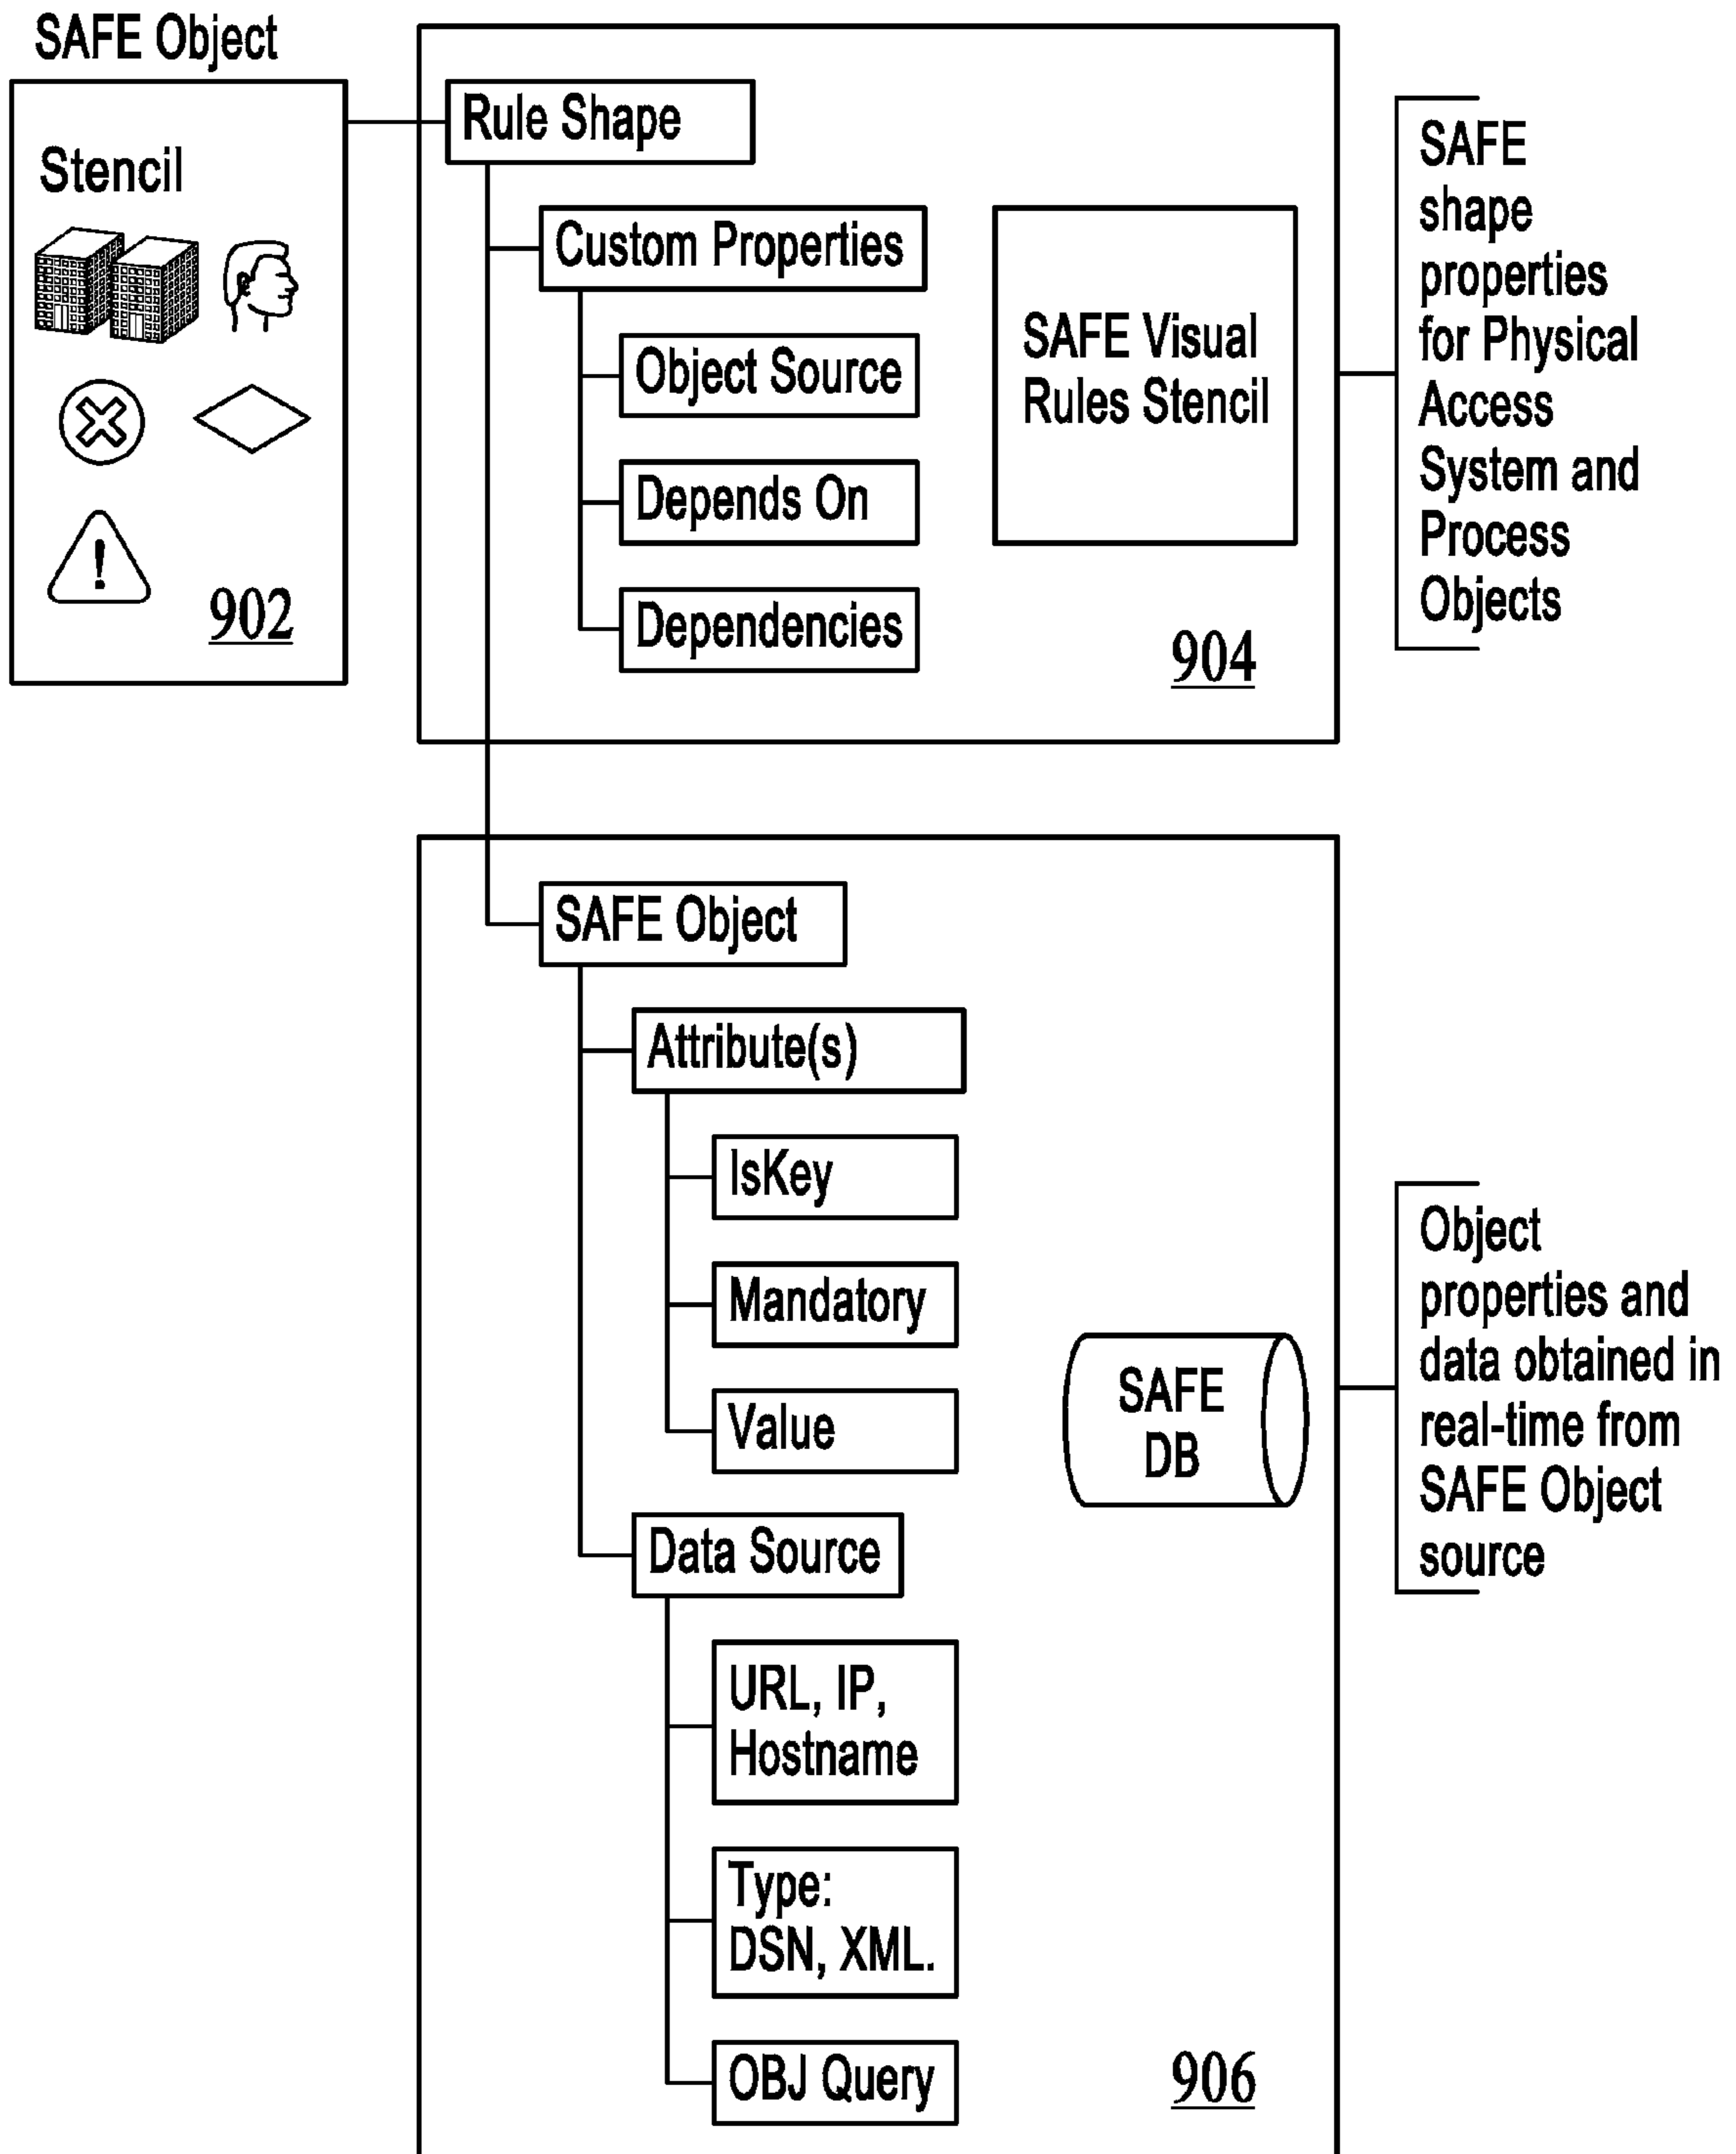 SAFE Object
Stencil
902
Rule Shape
Custom Properties
Object Source
Depends On
Dependencies
SAFE Visual
Rules Stencil
904
SAFE
shape
properties
for Physical
Access
System and
Process
Objects
SAFE Object
Attribute(s)
IsKey
Mandatory
Value
Data Source
URL, IP,
Hostname
Type:
DSN, XML.
OBJ Query
SAFE
DB
906
Object
properties and
data obtained in
real-time from
SAFE Object
source